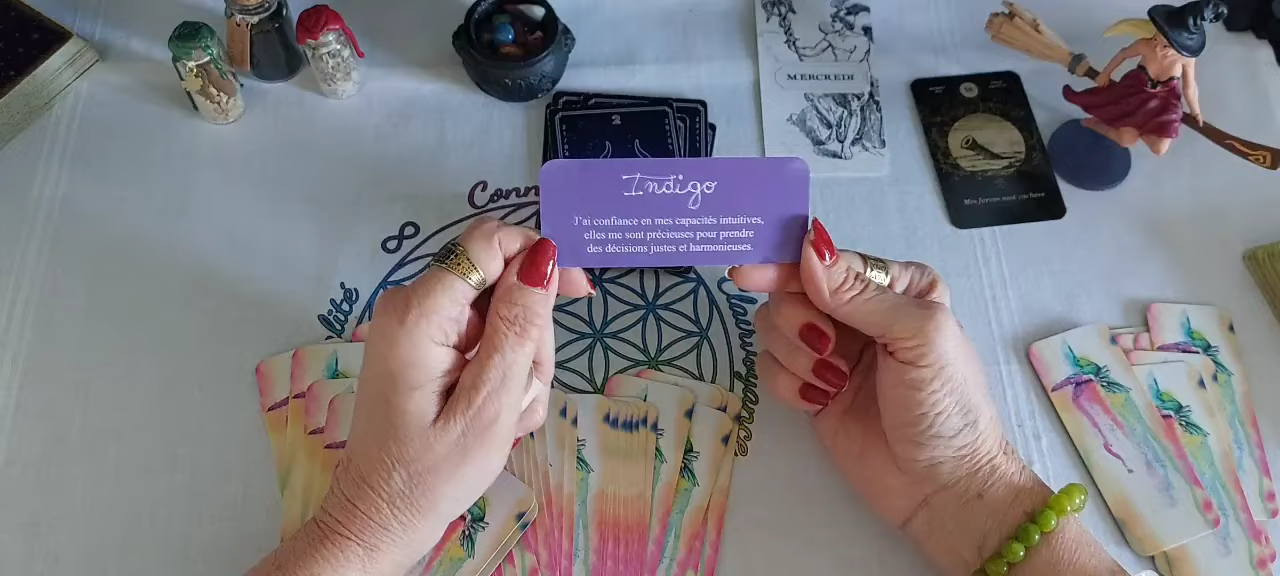 2
MERCREDI
Indigo
J'ai confiance en mes capacités intuitives,
elles me sont précieuses pour prendre
des décisions justes et harmonieuses.
Conn
lité
Clairvoyance